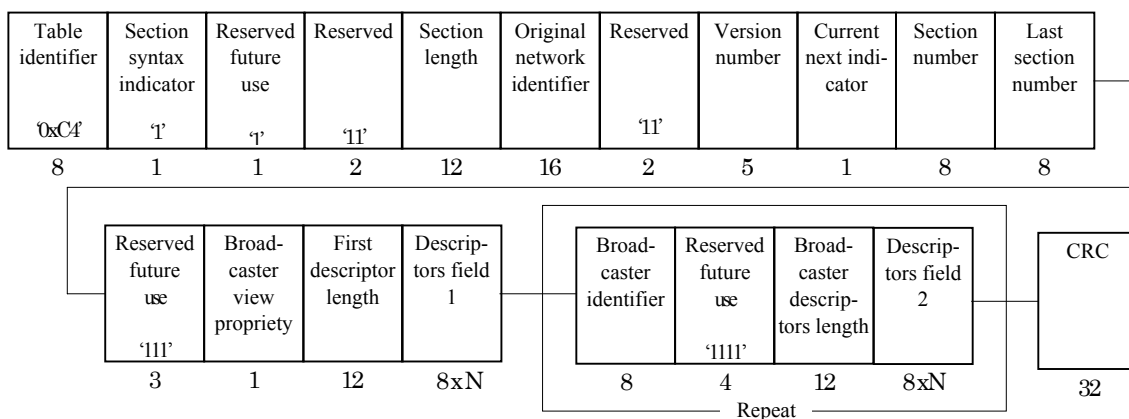 Table identifier '0xC4'
Section syntax indicator '1'
Reserved future use '1'
Reserved '11'
Section length
Original network identifier
Reserved '11'
Version number
Current next indi-cator
Section number
Last section number
8 1 1 2 12 16 2 5 1 8 8
Reserved future use '111'
Broad-caster view propriety
First descriptor length
Descrip-tors field 1
Broad-caster identifier
Reserved future use '1111'
Broad-caster descrip-tors length
Descrip-tors field 2
CRC
3 1 12 8xN 8 4 12 8xN 32
Repeat